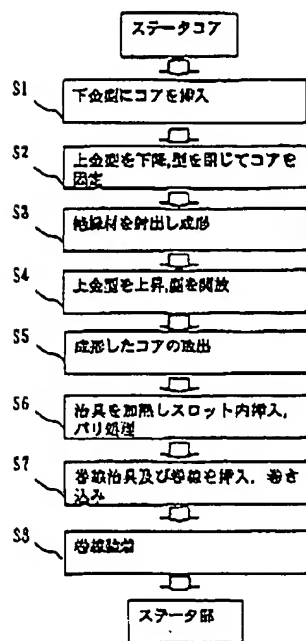 ステータコア
S1
下金型にコアを挿入
S2
上金型を下降,型を閉じてコアを
固定
S3
絶縁材を射出し成形
S4
上金型を上昇,型を開放
S5
成形したコアの取出
S6
治具を加熱しスロット内挿入,
バリ処理
S7
巻線治具及び巻線を挿入, 巻き
込み
S8
ステータ部